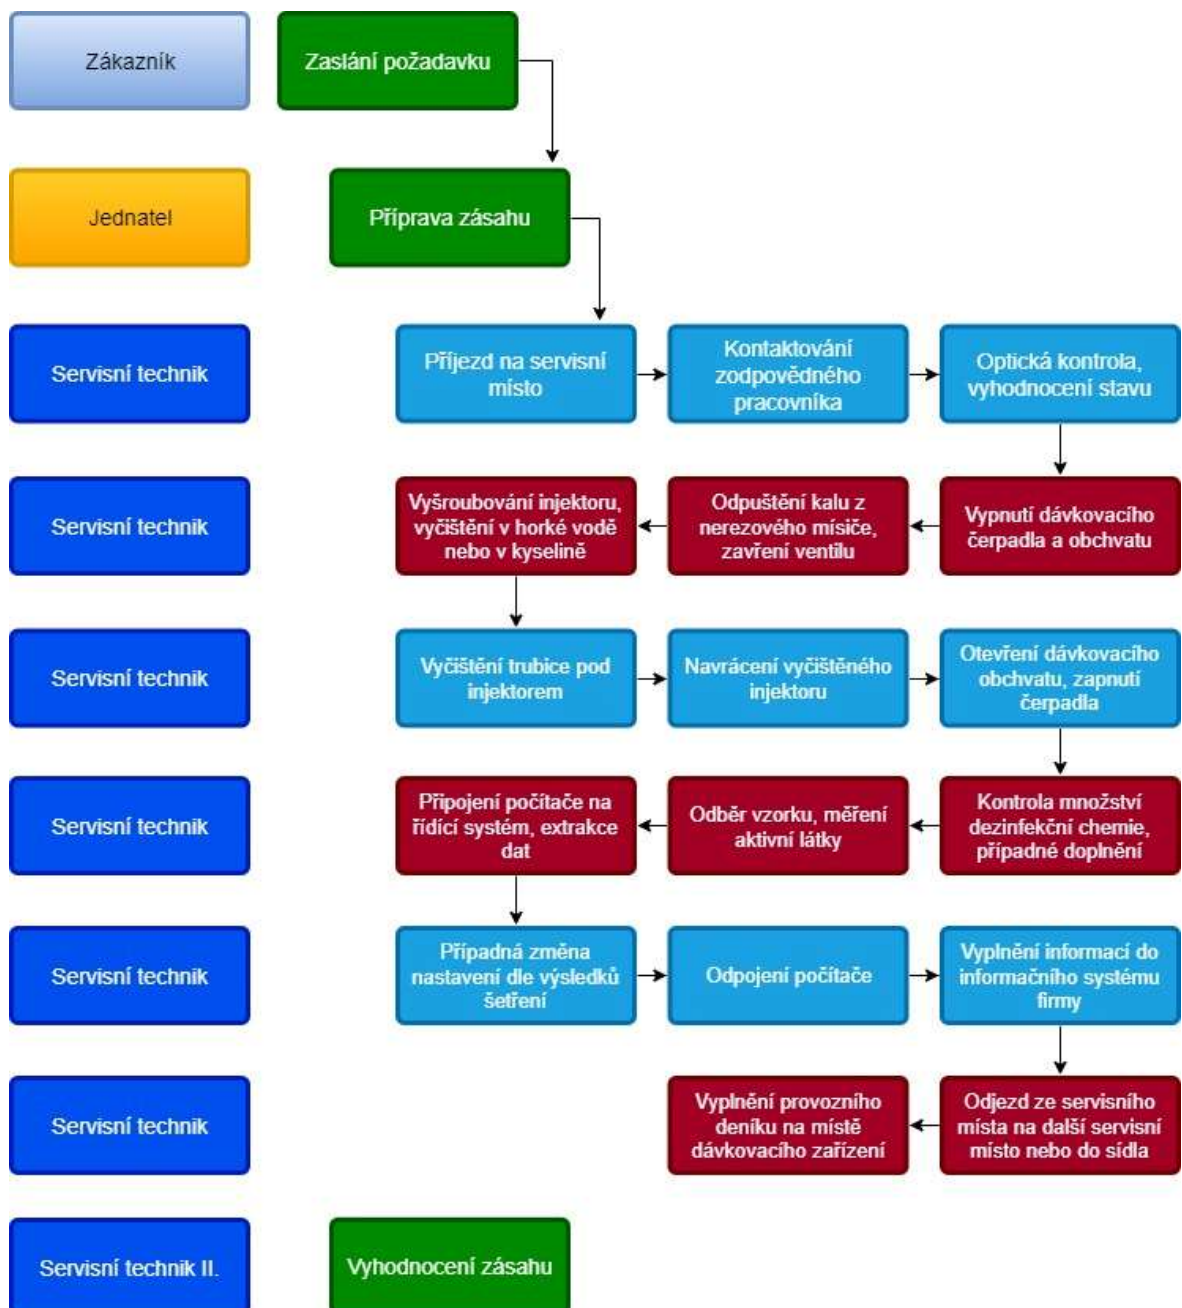 Zákazník
Zaslání požadavku
Jednatel
Příprava zásahu
Servisní technik
Příjezd na servisní
místo
Kontaktování
zodpovědného
pracovníka
Optická kontrola,
vyhodnocení stavu
Servisní technik
Vyšroubování injektoru,
vyčištění v horké vodě
nebo v kyselině
Odpuštění kalu z
nerezového mísiče,
zavření ventilu
Vypnutí dávkovacího
čerpadla a obchvatu
Servisní technik
Vyčištění trubice pod
injektorem
Navrácení vyčištěného
injektoru
Otevření dávkovacího
obchvatu, zapnutí
čerpadla
Servisní technik
Připojení počítače na
řídící systém, extrakce
dat
Odběr vzorku, měření
aktivní látky
Kontrola množství
dezinfekční chemie,
případné doplnění
Servisní technik
Případná změna
nastavení dle výsledků
šetření
Odpojení počítače
Vyplnění informací do
informačního systému
firmy
Servisní technik
Vyplnění provozního
deníku na místě
dávkovacího zařízení
Odjezd ze servisního
místa na další servisní
místo nebo do sídla
Servisní technik II.
Vyhodnocení zásahu